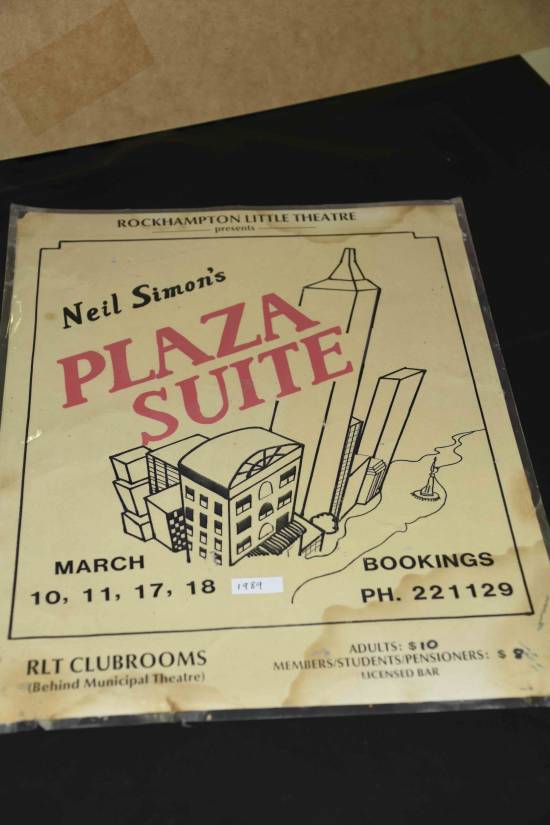 ROCKHAMPTON LITTLE THEATRE
presents
Neil Simon's
PLAZA
SUITE
MARCH
10, 11, 17, 18
1989
BOOKINGS
PH. 221129
RLT CLUBROOMS
(Behind Municipal Theatre)
ADULTS: $10
MEMBERS/STUDENTS/PENSIONERS: $8
LICENSED BAR